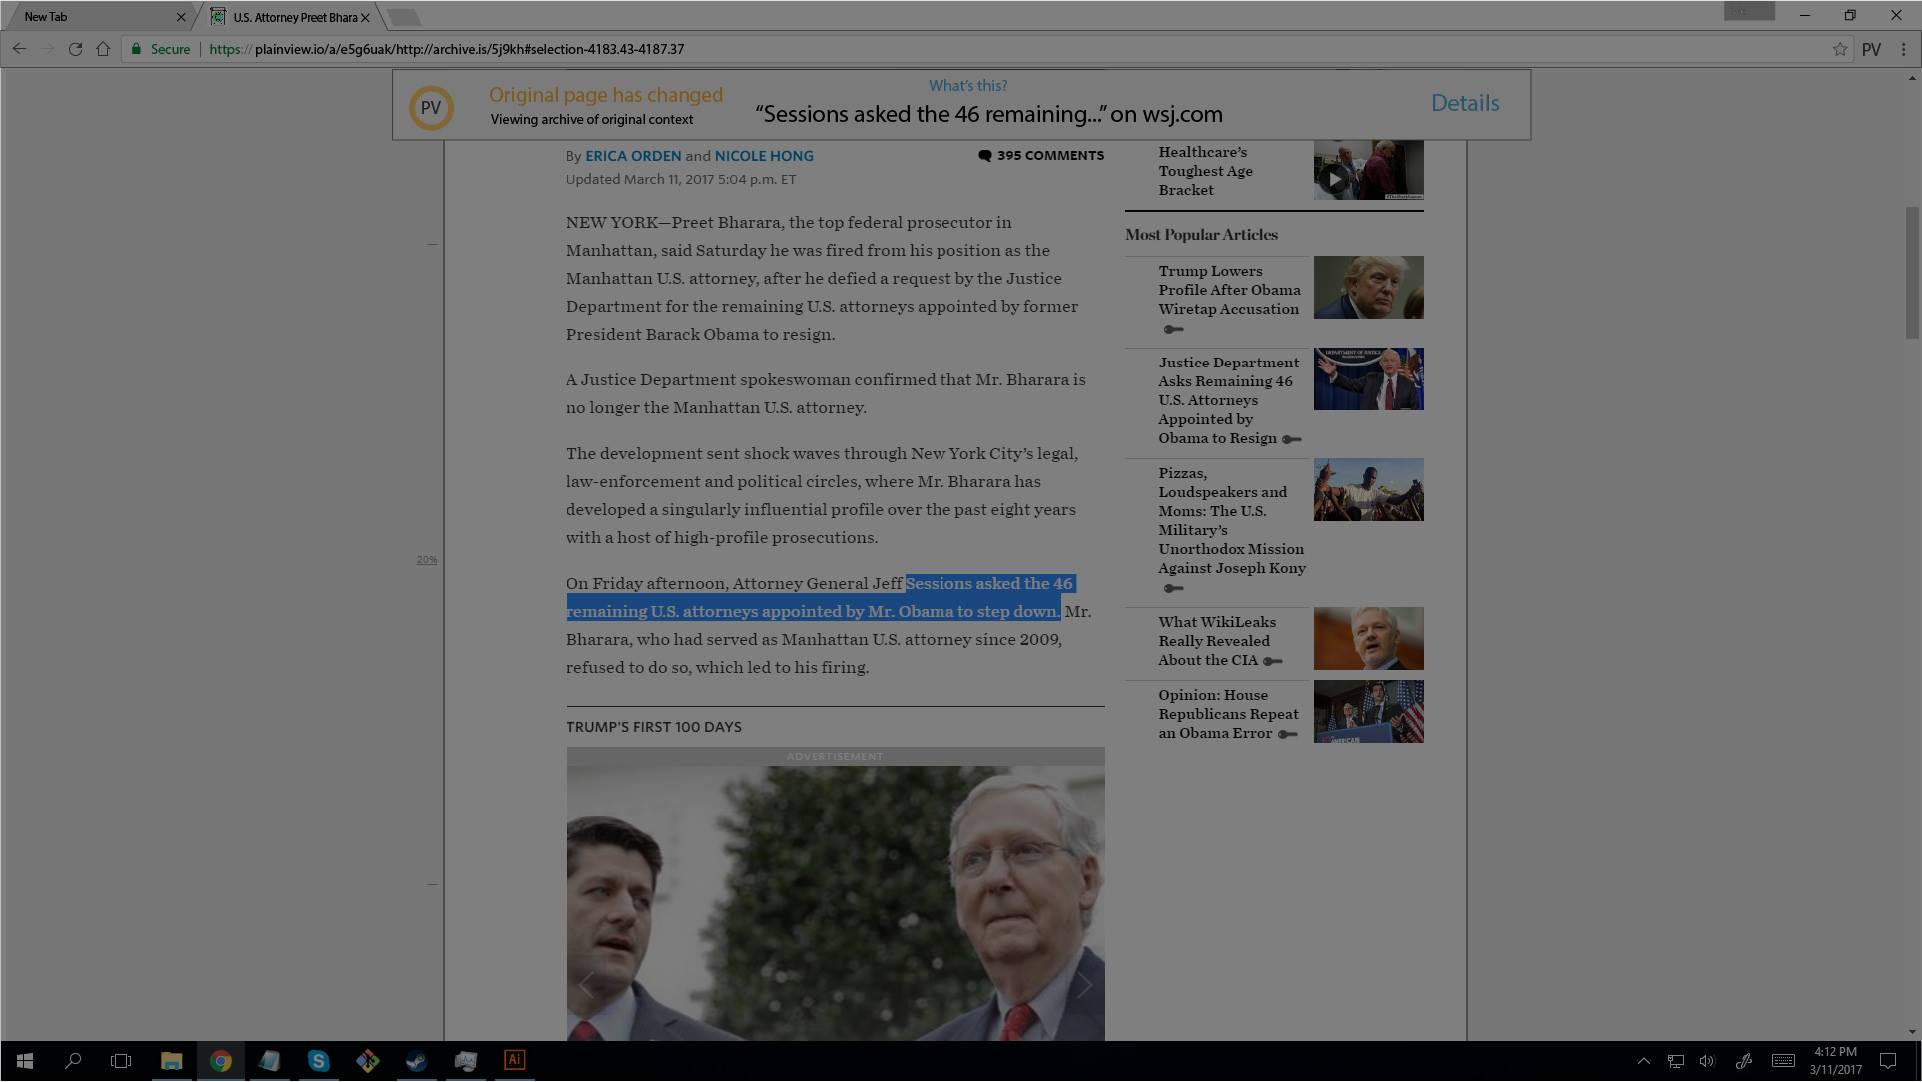 New Tab
U.S. Attorney Preet Bhara
Secure
https://plainview.io/a/e5g6uak/http://archive.is/5j9kh#selection-4183.43-4187.37
PV
PV
Original page has changed
Viewing archive of original context
What's this?
“Sessions asked the 46 remaining...” on wsj.com
Details
By ERICA ORDEN and NICOLE HONG
395 COMMENTS
Updated March 11, 2017 5:04 p.m. ET
NEW YORK—Preet Bharara, the top federal prosecutor in
Manhattan, said Saturday he was fired from his position as the
Manhattan U.S. attorney, after he defied a request by the Justice
Department for the remaining U.S. attorneys appointed by former
President Barack Obama to resign.
A Justice Department spokeswoman confirmed that Mr. Bharara is
no longer the Manhattan U.S. attorney.
The development sent shock waves through New York City’s legal,
law-enforcement and political circles, where Mr. Bharara has
developed a singularly influential profile over the past eight years
with a host of high-profile prosecutions.
20%
On Friday afternoon, Attorney General Jeff Sessions asked the 46
remaining U.S. attorneys appointed by Mr. Obama to step down. Mr.
Bharara, who had served as Manhattan U.S. attorney since 2009,
refused to do so, which led to his firing.
TRUMP'S FIRST 100 DAYS
ADVERTISEMENT
Healthcare’s
Toughest Age
Bracket
Most Popular Articles
Trump Lowers
Profile After Obama
Wiretap Accusation
Justice Department
Asks Remaining 46
U.S. Attorneys
Appointed by
Obama to Resign
DEPARTMENT OF JUSTICE
Pizzas,
Loudspeakers and
Moms: The U.S.
Military’s
Unorthodox Mission
Against Joseph Kony
What WikiLeaks
Really Revealed
About the CIA
Opinion: House
Republicans Repeat
an Obama Error
AMERICAN
Ai
4:12 PM
3/11/2017